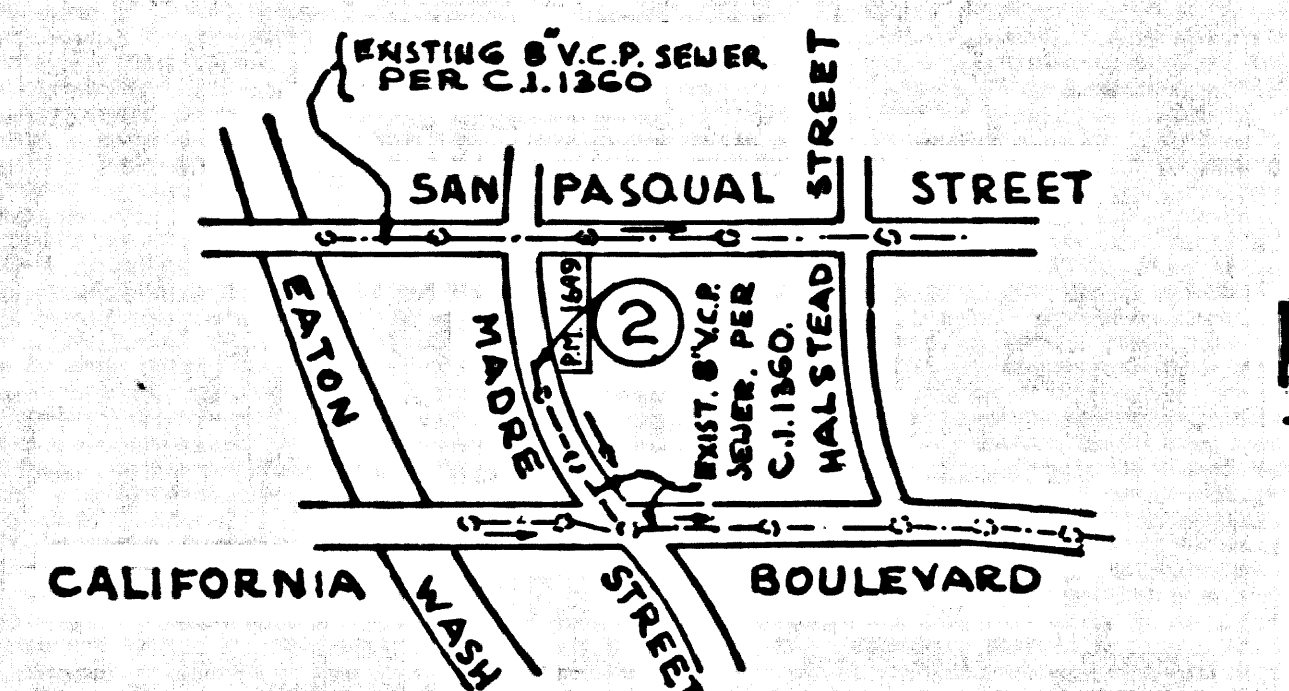 EXISTING 8" V.C.P. SEWER
PER C.I. 1360
SAN PASQUAL STREET
HALSTEAD STREET
EATON WASH
MADRE STREET
P.M. 1649
2
EXIST. 8" V.C.P.
SEWER, PER
C.I. 1360.
CALIFORNIA BOULEVARD